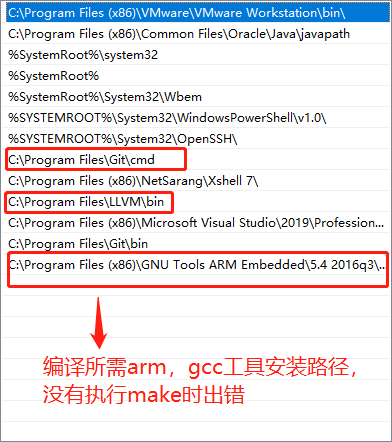 C:\Program Files (x86)\VMware\VMware Workstation\bin\
C:\Program Files (x86)\Common Files\Oracle\Java\javapath
%SystemRoot%\system32
%SystemRoot%
%SystemRoot%\System32\Wbem
%SYSTEMROOT%\System32\WindowsPowerShell\v1.0\
%SYSTEMROOT%\System32\OpenSSH\
C:\Program Files\Git\cmd
C:\Program Files (x86)\NetSarang\Xshell 7\
C:\Program Files\LLVM\bin
C:\Program Files (x86)\Microsoft Visual Studio\2019\Profession...
C:\Program Files\Git\bin
C:\Program Files (x86)\GNU Tools ARM Embedded\5.4 2016q3\...
编译所需arm，gcc工具安装路径，
没有执行make时出错